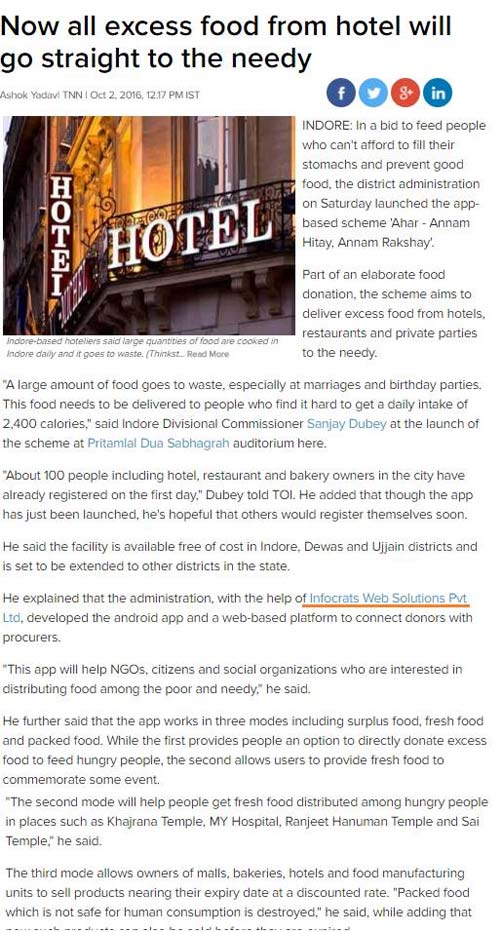 Now all excess food from hotel will
go straight to the needy
Ashok Yadavl TNN I Oct 2, 2016, 12.17 PM IST
f
g+
in
HOTEL
HOTEL
INDORE: In a bid to feed people
who can't afford to fill their
stomachs and prevent good
food, the district administration
on Saturday launched the app-
based scheme 'Ahar - Annam
Hitay, Annam Rakshay'.
Part of an elaborate food
donation, the scheme aims to
deliver excess food from hotels,
restaurants and private parties
to the needy.
Indore-based hoteliers said large quantities of food are cooked in
Indore daily and it goes to waste. (Thinkst... Read More
"A large amount of food goes to waste, especially at marriages and birthday parties.
This food needs to be delivered to people who find it hard to get a daily intake of
2,400 calories," said Indore Divisional Commissioner Sanjay Dubey at the launch of
the scheme at Pritamlal Dua Sabhagrah auditorium here.
"About 100 people including hotel, restaurant and bakery owners in the city have
already registered on the first day," Dubey told TOI. He added that though the app
has just been launched, he's hopeful that others would register themselves soon.
He said the facility is available free of cost in Indore, Dewas and Ujjain districts and
is set to be extended to other districts in the state.
He explained that the administration, with the help of Infocrats Web Solutions Pvt
Ltd, developed the android app and a web-based platform to connect donors with
procurers.
"This app will help NGOs, citizens and social organizations who are interested in
distributing food among the poor and needy," he said.
He further said that the app works in three modes including surplus food, fresh food
and packed food. While the first provides people an option to directly donate excess
food to feed hungry people, the second allows users to provide fresh food to
commemorate some event.
"The second mode will help people get fresh food distributed among hungry people
in places such as Khajrana Temple, MY Hospital, Ranjeet Hanuman Temple and Sai
Temple," he said.
The third mode allows owners of malls, bakeries, hotels and food manufacturing
units to sell products nearing their expiry date at a discounted rate. "Packed food
which is not safe for human consumption is destroyed," he said, while adding that